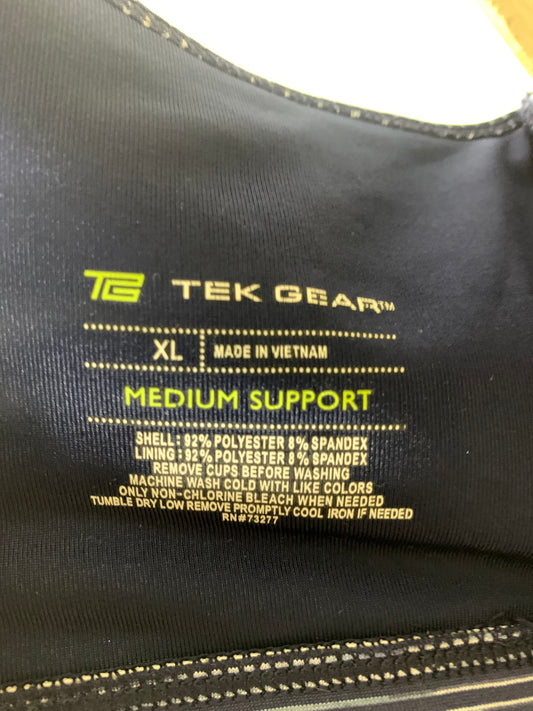 TEK GEAR™
XL MADE IN VIETNAM
MEDIUM SUPPORT
SHELL : 92% POLYESTER 8% SPANDEX
LINING : 92% POLYESTER 8% SPANDEX
REMOVE CUPS BEFORE WASHING
MACHINE WASH COLD WITH LIKE COLORS
ONLY NON-CHLORINE BLEACH WHEN NEEDED
TUMBLE DRY LOW REMOVE PROMPTLY COOL IRON IF NEEDED
RN#73277